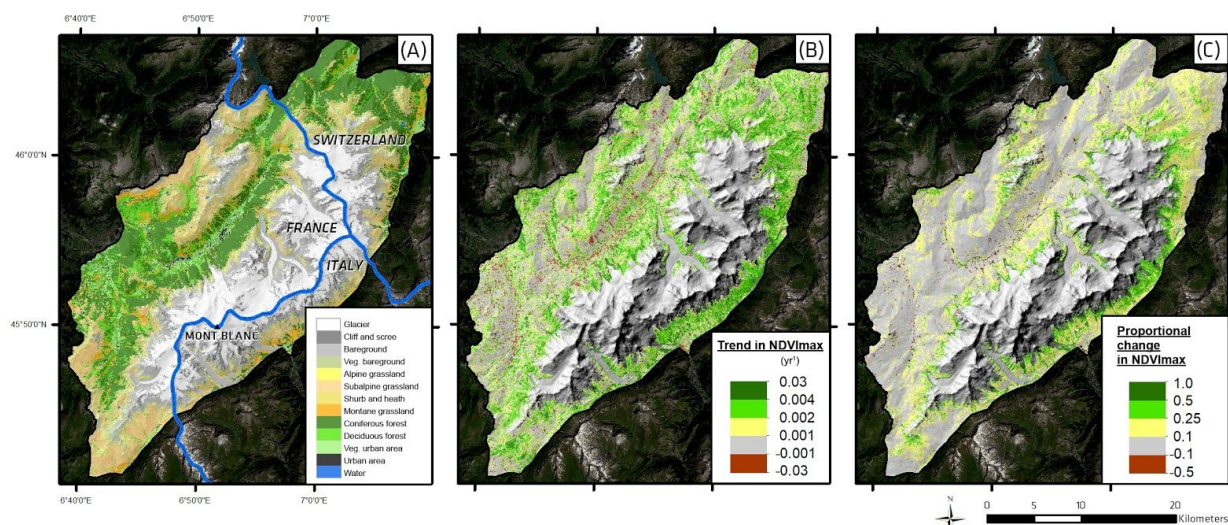 6°40'0"E
6°50'0"E
7°0'0"E
(A)
(B)
(C)
SWITZERLAND
46°0'0"N
FRANCE
ITALY
45°50'0"N
MONT BLANC
Glacier
Cliff and scree
Bareground
Veg. bareground
Alpine grassland
Subalpine grassland
Shurb and heath
Montane grassland
Coniferous forest
Deciduous forest
Veg. urban area
Urban area
Water
Trend in NDVImax
(yr¹)
0.03
0.004
0.002
0.001
-0.001
-0.03
Proportional
change
in NDVImax
1.0
0.5
0.25
0.1
-0.1
-0.5
6°40'0"E
6°50'0"E
7°0'0"E
N
0 5 10 20
Kilometers